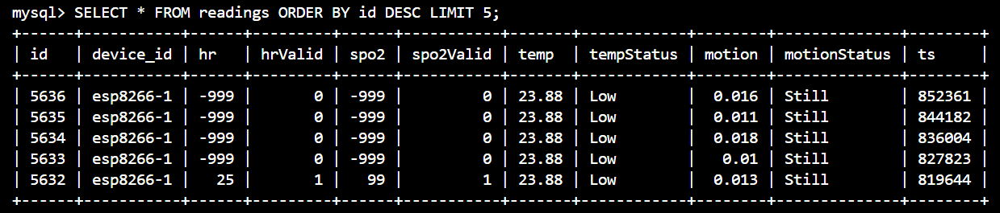 mysql> SELECT * FROM readings ORDER BY id DESC LIMIT 5;
+------+-----------+------+---------+------+-----------+-------+------------+--------+--------------+--------+
| id   | device_id | hr   | hrValid | spo2 | spo2Valid | temp  | tempStatus | motion | motionStatus | ts     |
+------+-----------+------+---------+------+-----------+-------+------------+--------+--------------+--------+
| 5636 | esp8266-1 | -999 |       0 | -999 |         0 | 23.88 | Low        |  0.016 | Still        | 852361 |
| 5635 | esp8266-1 | -999 |       0 | -999 |         0 | 23.88 | Low        |  0.011 | Still        | 844182 |
| 5634 | esp8266-1 | -999 |       0 | -999 |         0 | 23.88 | Low        |  0.018 | Still        | 836004 |
| 5633 | esp8266-1 | -999 |       0 | -999 |         0 | 23.88 | Low        |   0.01 | Still        | 827823 |
| 5632 | esp8266-1 |   25 |       1 |   99 |         1 | 23.88 | Low        |  0.013 | Still        | 819644 |
+------+-----------+------+---------+------+-----------+-------+------------+--------+--------------+--------+